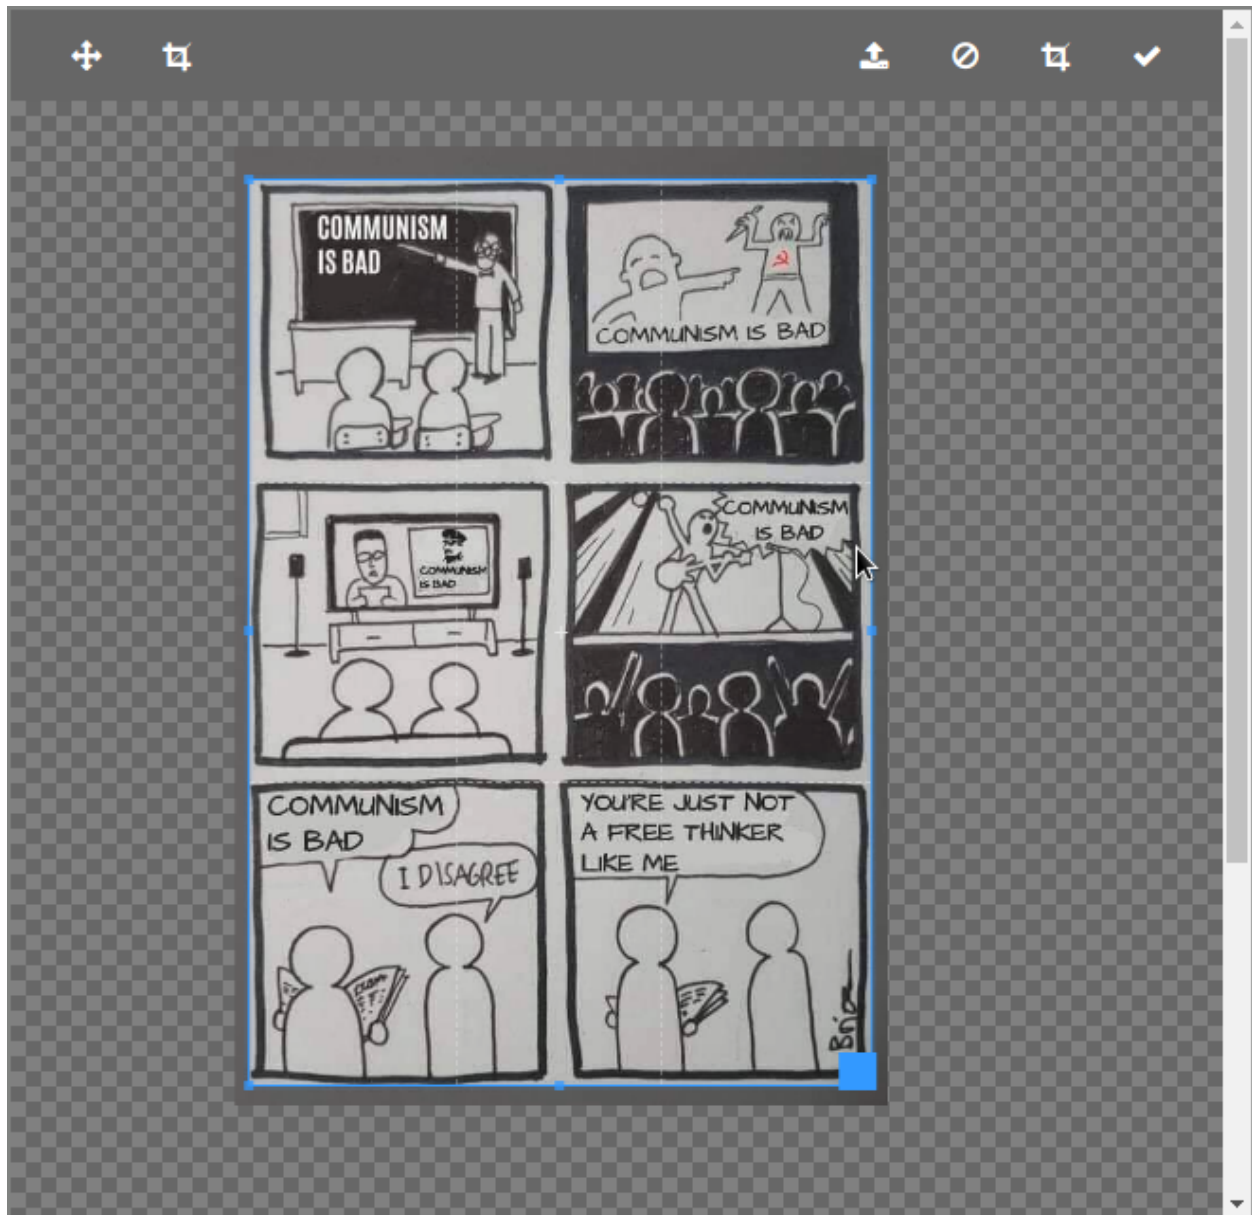 COMMUNISM
IS BAD
COMMUNISM IS BAD
COMMUNISM
IS BAD
COMMUNISM
IS BAD
COMMUNISM
IS BAD
I DISAGREE
YOU'RE JUST NOT
A FREE THINKER
LIKE ME